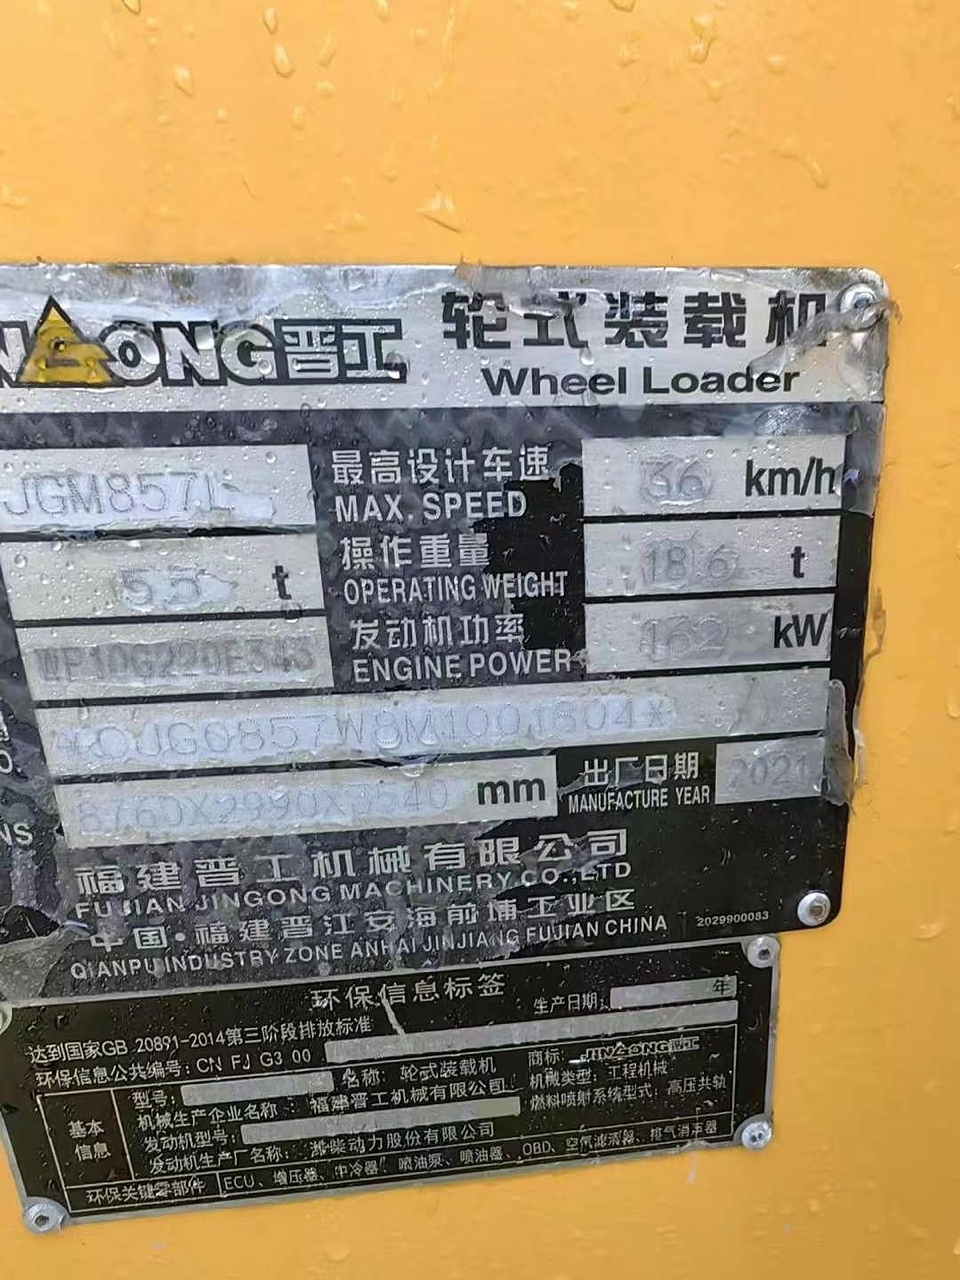 ONG晋工
轮式装载机
Wheel Loader
JGM857L
最高设计车速
MAX. SPEED
36 km/h
5.5 t
操作重量
OPERATING WEIGHT
18.6 t
发动机功率
ENGINE POWER
162 kW
mm
出厂日期
MANUFACTURE YEAR
2021
NS
福建晋工机械有限公司
FUJIAN JINGONG MACHINERY CO.,LTD
中国·福建晋江安海前埔工业区
QIANPU INDUSTRY ZONE ANHAI JINJIANG FUJIAN CHINA
2029900083
环保信息标签
生产日期: 年
达到国家GB 20891-2014第三阶段排放标准
环保信息公共编号: CN FJ G3 00
基本信息
型号:
名称: 轮式装载机
商标: JINGONG晋工
机械生产企业名称: 福建晋工机械有限公司
机械类型: 工程机械
发动机型号:
燃料喷射系统型式: 高压共轨
发动机生产厂名称: 潍柴动力股份有限公司
环保关键零部件
ECU、增压器、中冷器、喷油泵、喷油器、OBD、空气滤清器、排气消声器